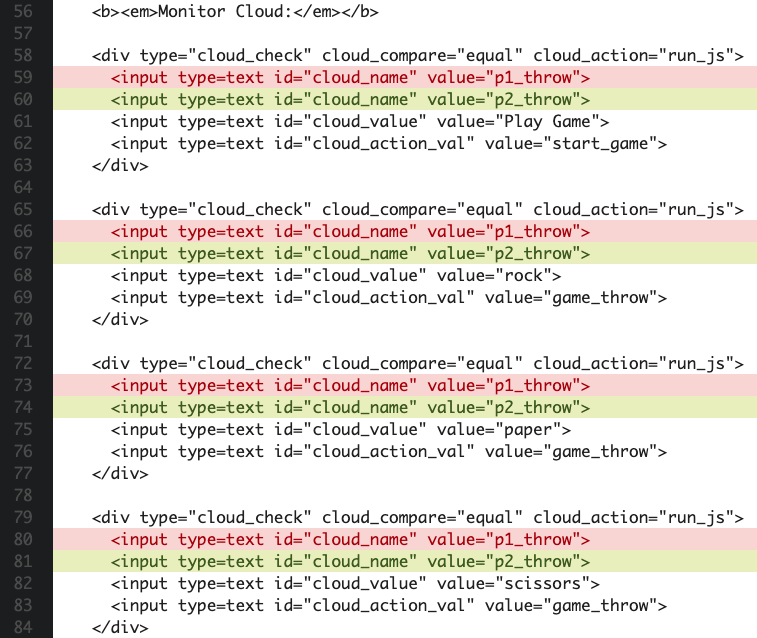 56 <b><em>Monitor Cloud:</em></b>
57
58 <div type="cloud_check" cloud_compare="equal" cloud_action="run_js">
59 <input type=text id="cloud_name" value="p1_throw">
60 <input type=text id="cloud_name" value="p2_throw">
61 <input type=text id="cloud_value" value="Play Game">
62 <input type=text id="cloud_action_val" value="start_game">
63 </div>
64
65 <div type="cloud_check" cloud_compare="equal" cloud_action="run_js">
66 <input type=text id="cloud_name" value="p1_throw">
67 <input type=text id="cloud_name" value="p2_throw">
68 <input type=text id="cloud_value" value="rock">
69 <input type=text id="cloud_action_val" value="game_throw">
70 </div>
71
72 <div type="cloud_check" cloud_compare="equal" cloud_action="run_js">
73 <input type=text id="cloud_name" value="p1_throw">
74 <input type=text id="cloud_name" value="p2_throw">
75 <input type=text id="cloud_value" value="paper">
76 <input type=text id="cloud_action_val" value="game_throw">
77 </div>
78
79 <div type="cloud_check" cloud_compare="equal" cloud_action="run_js">
80 <input type=text id="cloud_name" value="p1_throw">
81 <input type=text id="cloud_name" value="p2_throw">
82 <input type=text id="cloud_value" value="scissors">
83 <input type=text id="cloud_action_val" value="game_throw">
84 </div>